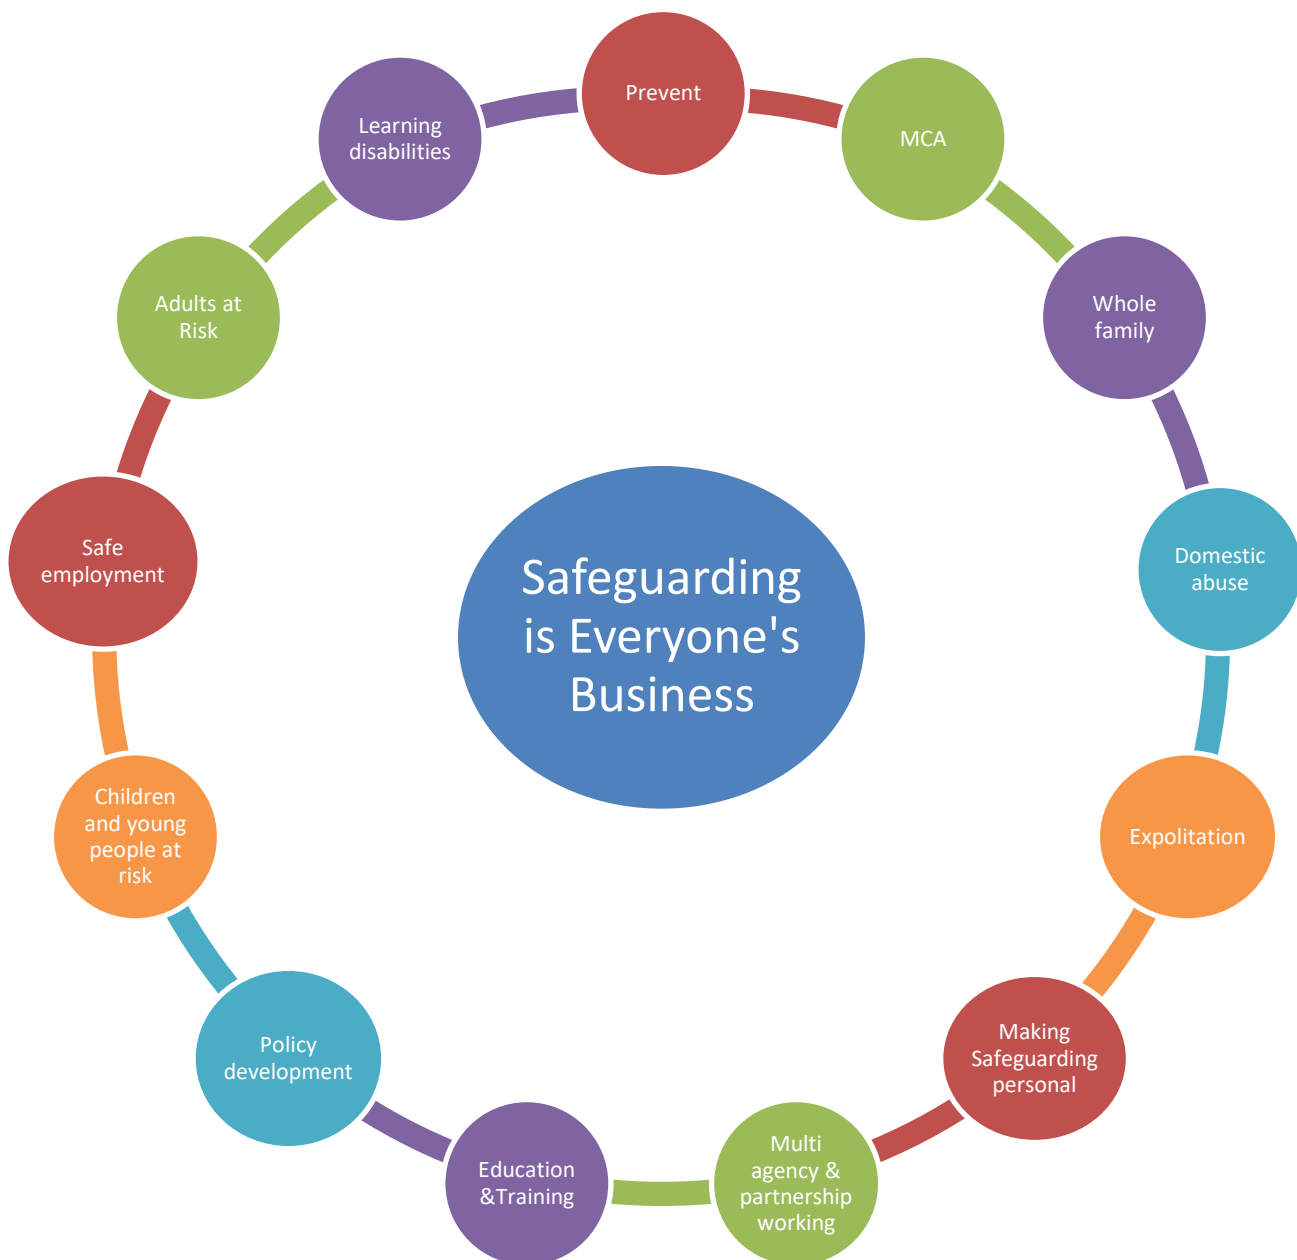 Prevent
MCA
Whole
family
Domestic
abuse
Expolitation
Making
Safeguarding
personal
Multi
agency &
partnership
working
Education
&Training
Policy
development
Children
and young
people at
risk
Safe
employment
Adults at
Risk
Learning
disabilities
Safeguarding
is Everyone's
Business